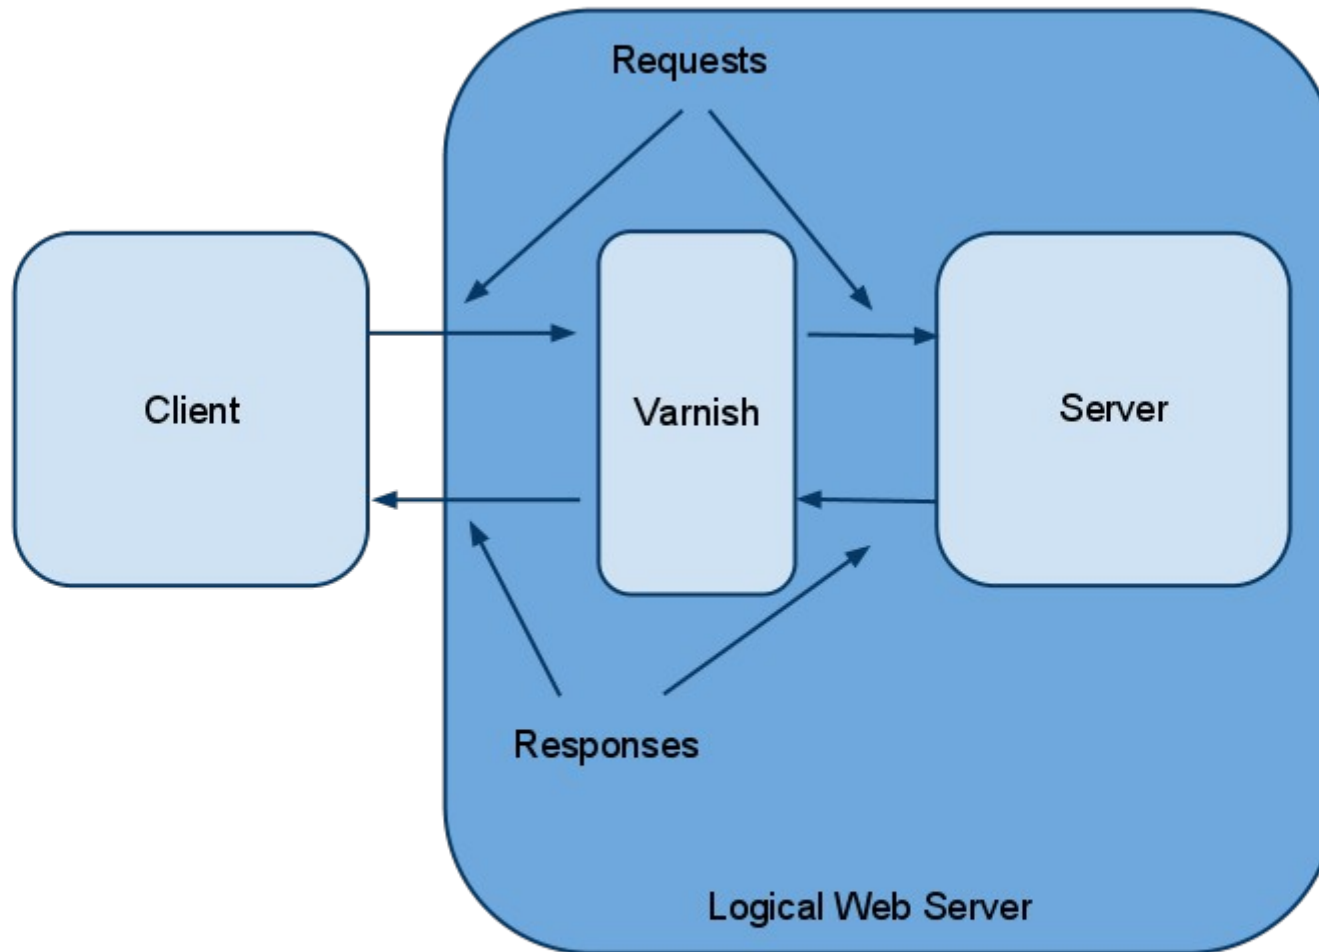 Requests
Client
Varnish
Server
Responses
Logical Web Server